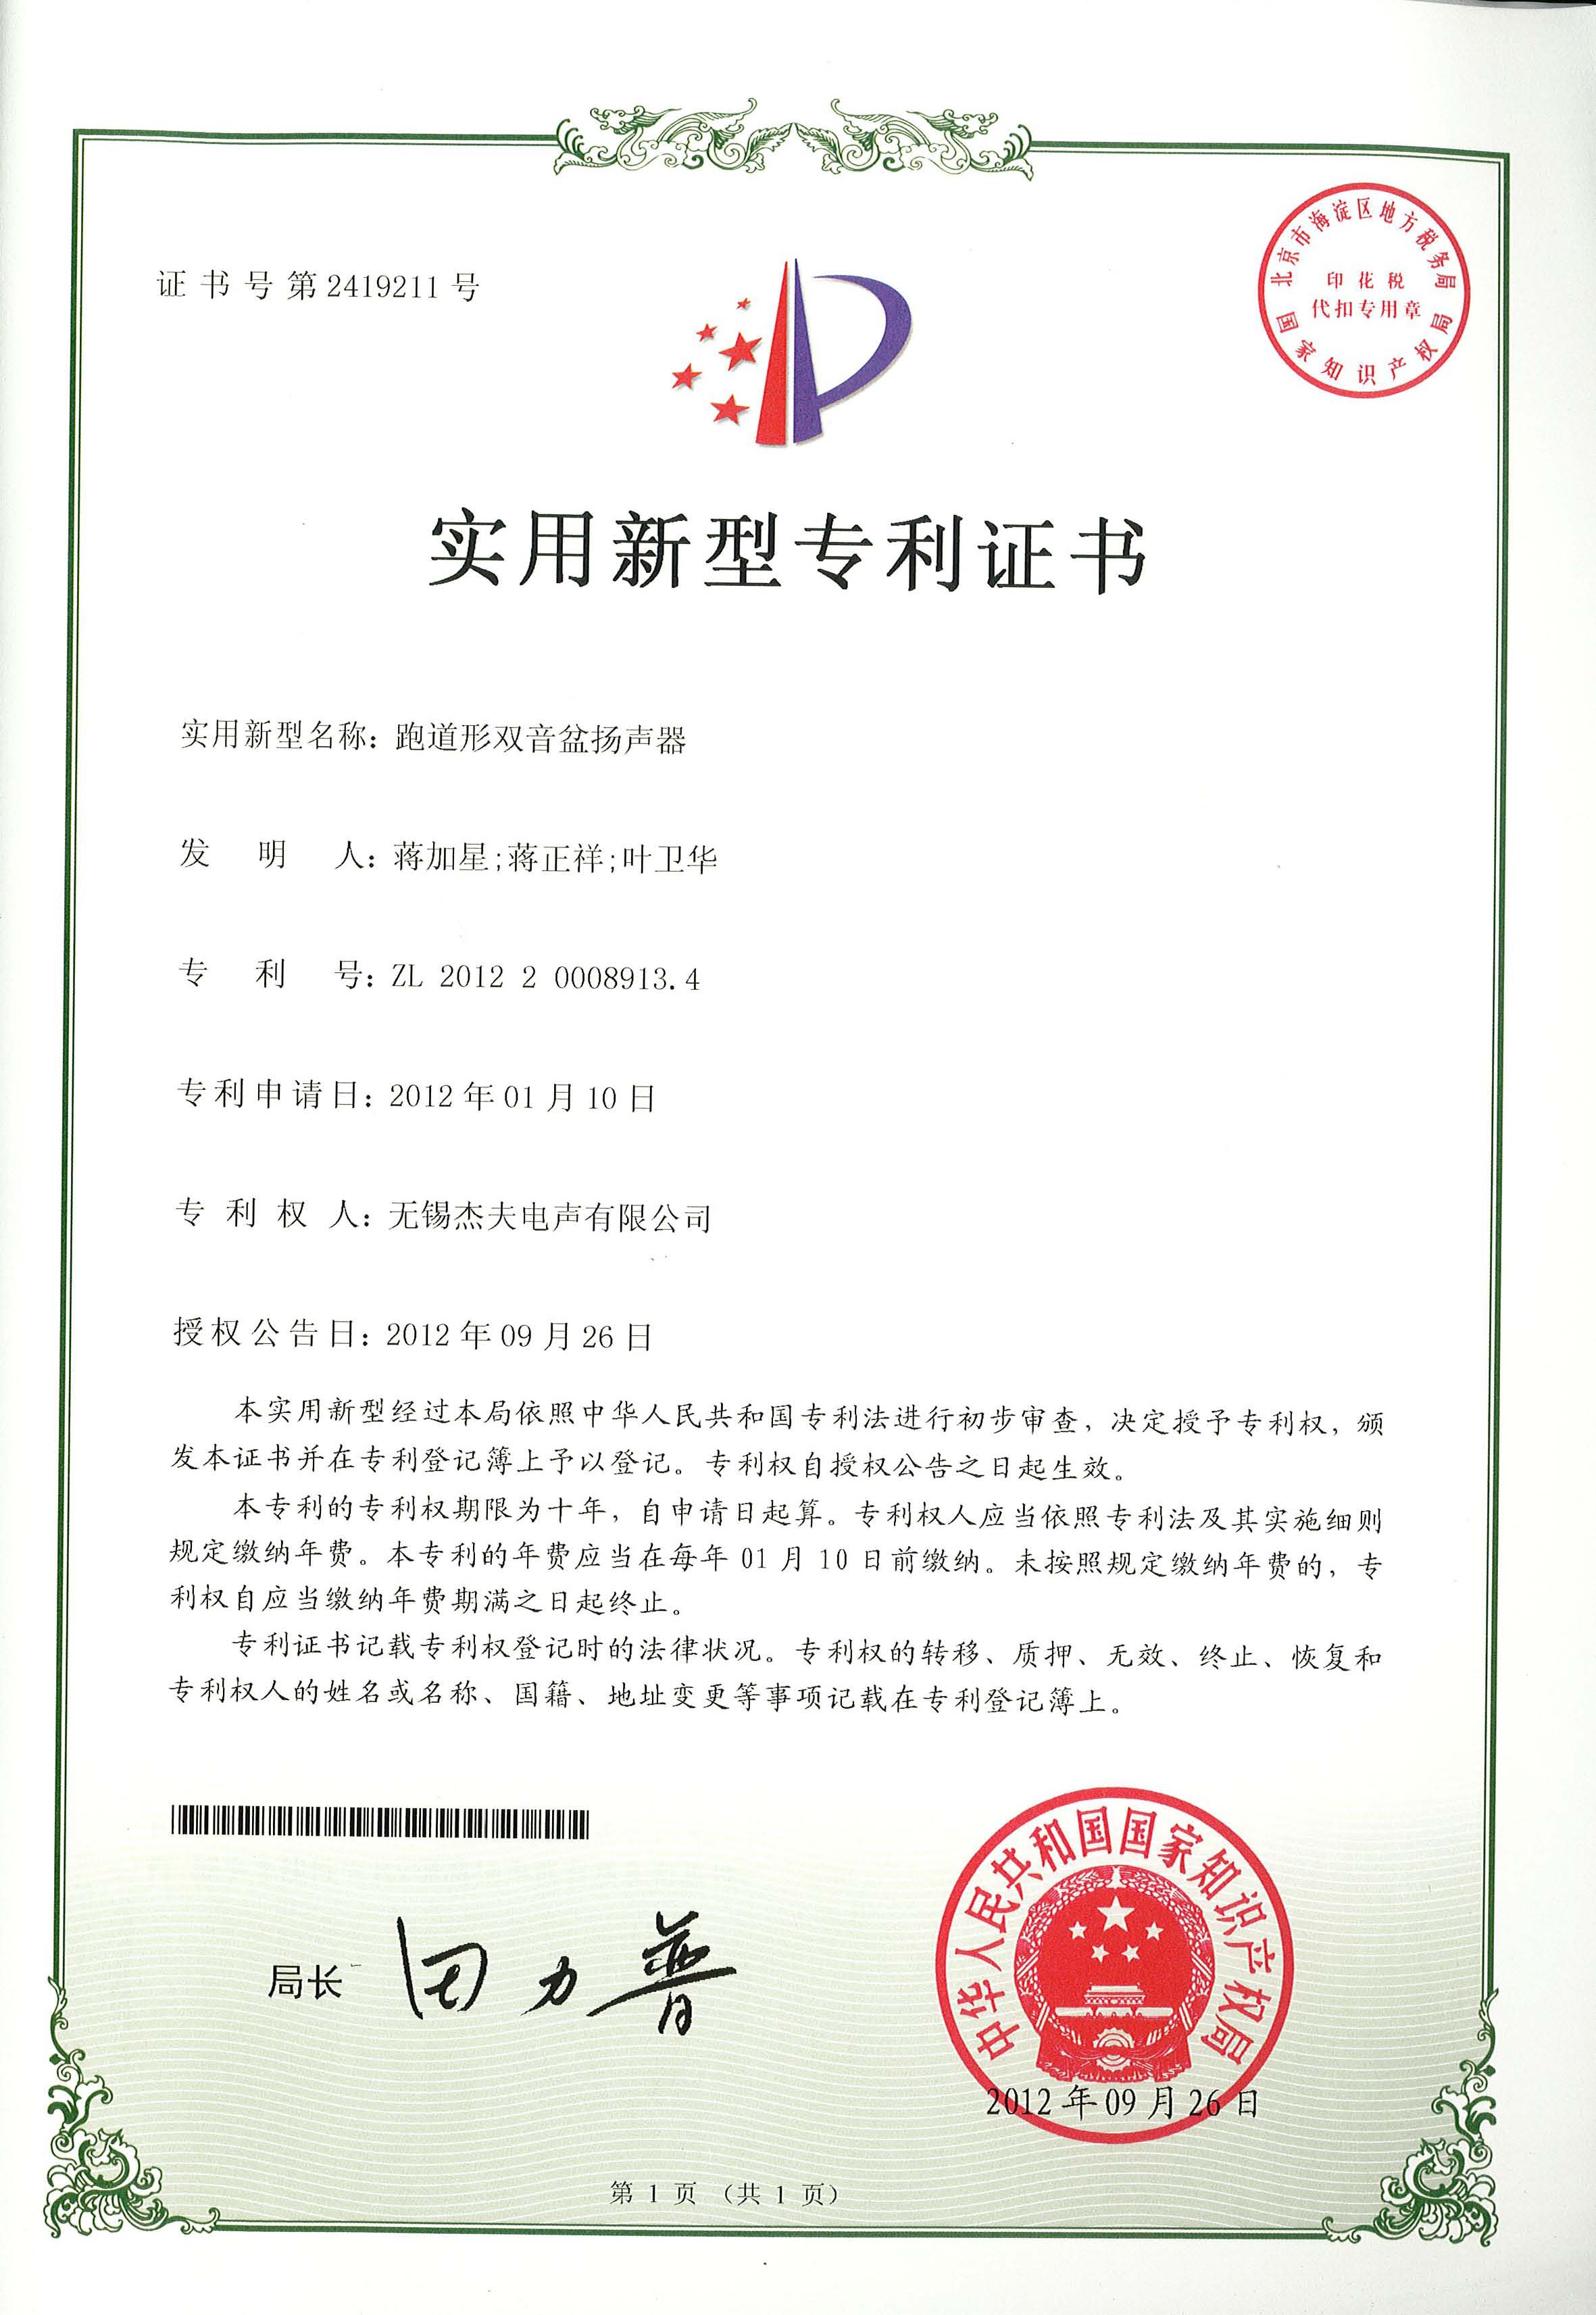 证书号第2419211号
北京市海淀区地方税务局
印花税
代扣专用章
国家知识产权局
实用新型专利证书
实用新型名称：跑道形双音盆扬声器
发明人：蒋加星;蒋正祥;叶卫华
专利号：ZL 2012 2 0008913.4
专利申请日：2012年01月10日
专利权人：无锡杰夫电声有限公司
授权公告日：2012年09月26日
本实用新型经过本局依照中华人民共和国专利法进行初步审查，决定授予专利权，颁
发本证书并在专利登记簿上予以登记。专利权自授权公告之日起生效。
本专利的专利权期限为十年，自申请日起算。专利权人应当依照专利法及其实施细则
规定缴纳年费。本专利的年费应当在每年01月10日前缴纳。未按照规定缴纳年费的，专
利权自应当缴纳年费期满之日起终止。
专利证书记载专利权登记时的法律状况。专利权的转移、质押、无效、终止、恢复和
专利权人的姓名或名称、国籍、地址变更等事项记载在专利登记簿上。
局长 田力普
中华人民共和国国家知识产权局
2012年09月26日
第 1 页 （共 1 页）